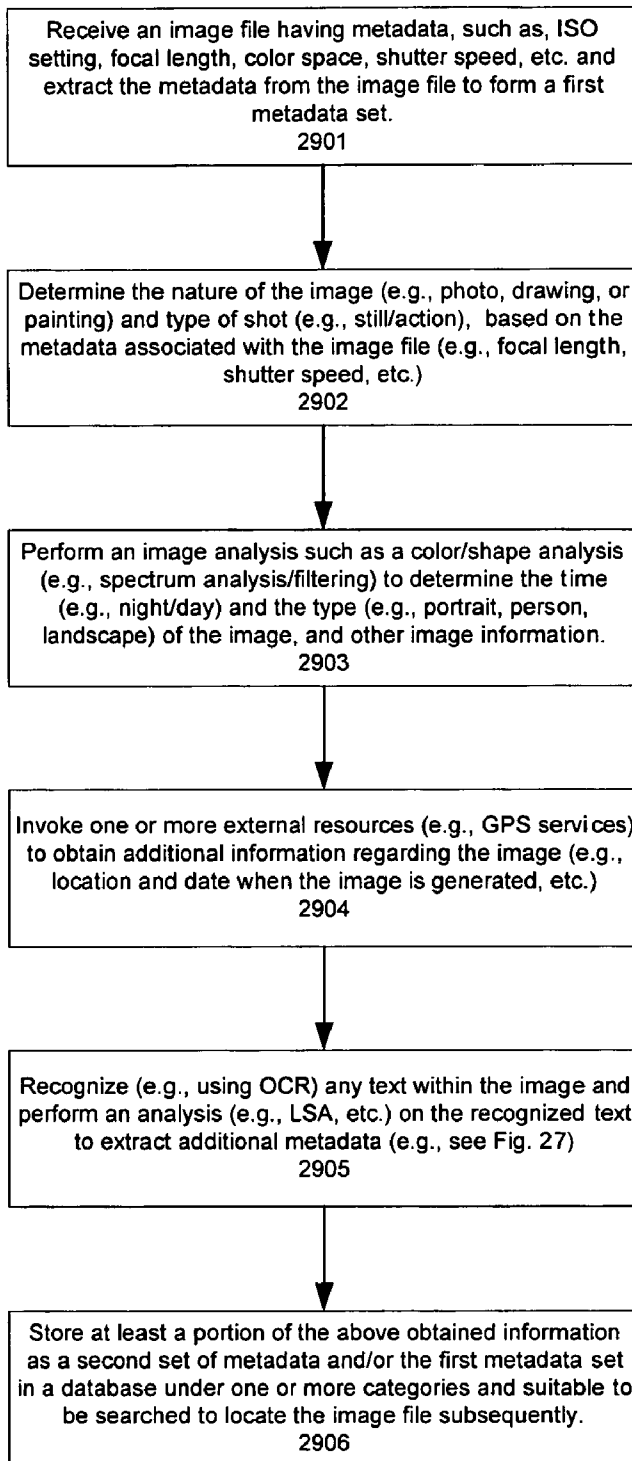 Receive an image file having metadata, such as, ISO
setting, focal length, color space, shutter speed, etc. and
extract the metadata from the image file to form a first
metadata set.
2901
Determine the nature of the image (e.g., photo, drawing, or
painting) and type of shot (e.g., still/action), based on the
metadata associated with the image file (e.g., focal length,
shutter speed, etc.)
2902
Perform an image analysis such as a color/shape analysis
(e.g., spectrum analysis/filtering) to determine the time
(e.g., night/day) and the type (e.g., portrait, person,
landscape) of the image, and other image information.
2903
Invoke one or more external resources (e.g., GPS services)
to obtain additional information regarding the image (e.g.,
location and date when the image is generated, etc.)
2904
Recognize (e.g., using OCR) any text within the image and
perform an analysis (e.g., LSA, etc.) on the recognized text
to extract additional metadata (e.g., see Fig. 27)
2905
Store at least a portion of the above obtained information
as a second set of metadata and/or the first metadata set
in a database under one or more categories and suitable to
be searched to locate the image file subsequently.
2906